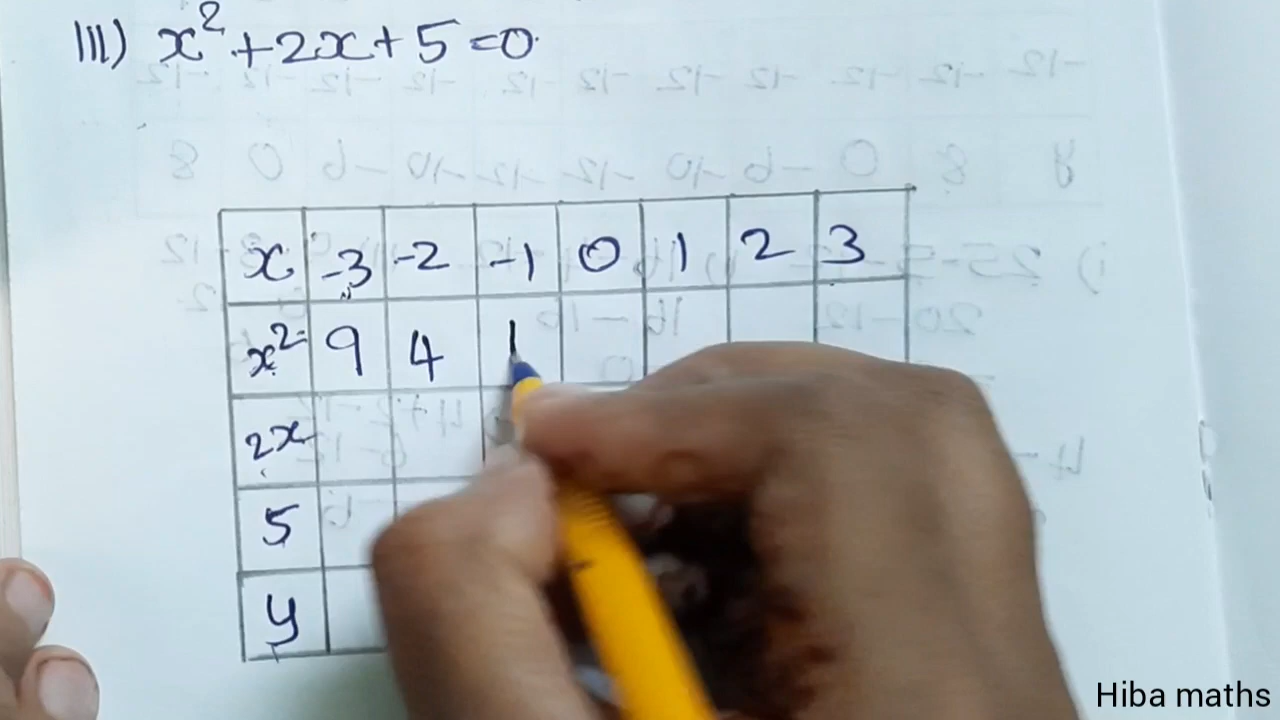 III) x² + 2x + 5 = 0
x -3 -2 -1 0 1 2 3
x² 9 4 1
2x
5
y
Hiba maths